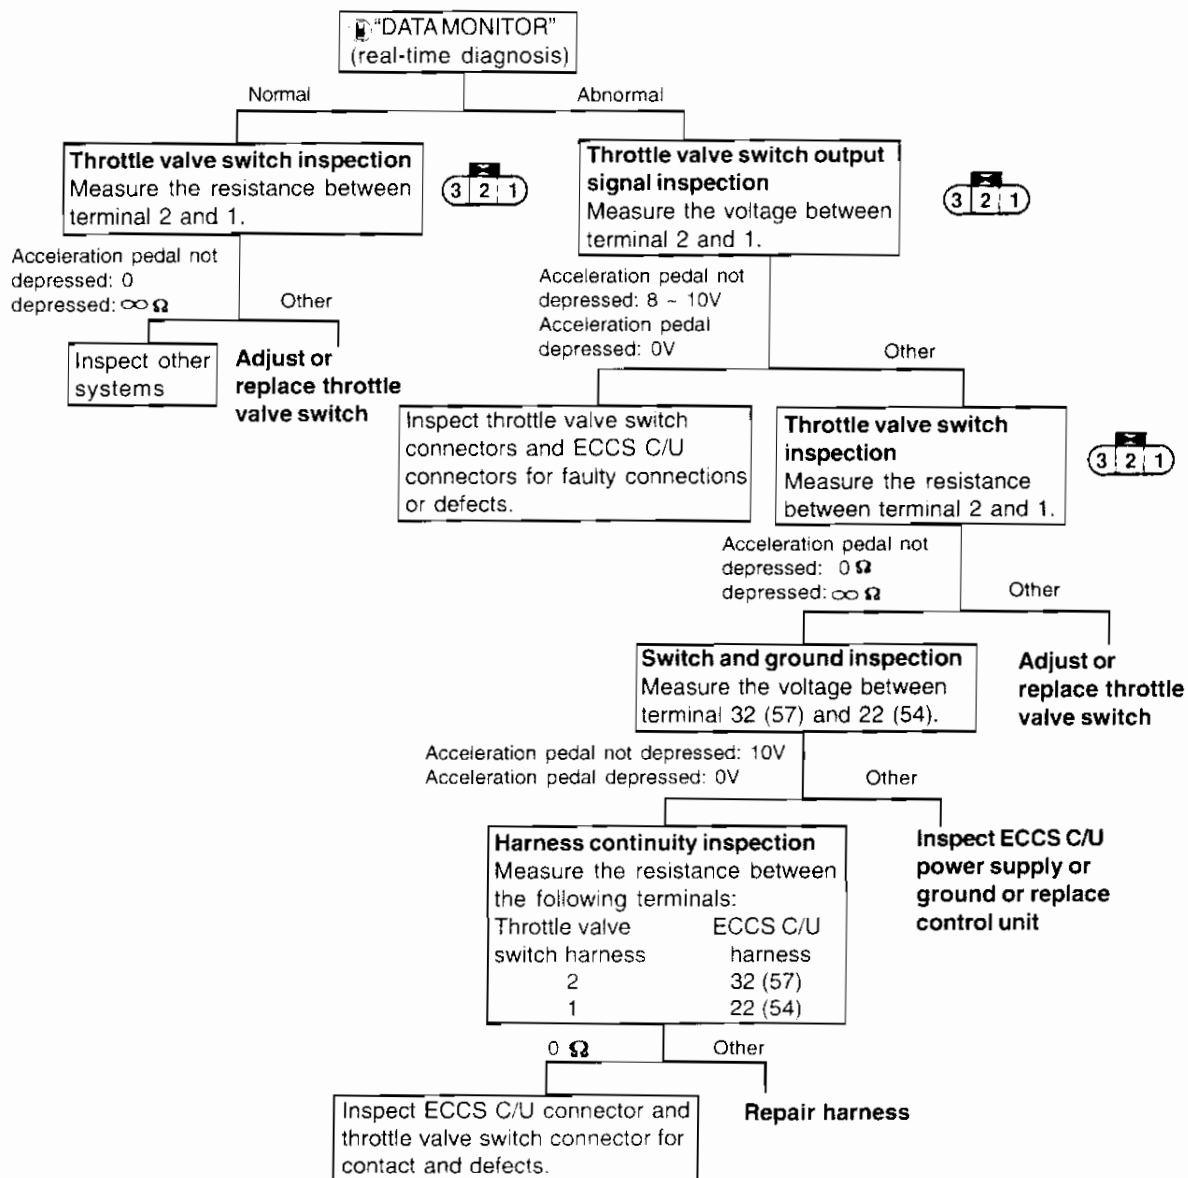 "DATA MONITOR"
(real-time diagnosis)
Normal
Abnormal
Throttle valve switch inspection
Measure the resistance between
terminal 2 and 1.
3 2 1
Throttle valve switch output
signal inspection
Measure the voltage between
terminal 2 and 1.
3 2 1
Acceleration pedal not
depressed: 0
depressed: ∞ Ω
Other
Inspect other
systems
Adjust or
replace throttle
valve switch
Acceleration pedal not
depressed: 8 ~ 10V
Acceleration pedal
depressed: 0V
Other
Inspect throttle valve switch
connectors and ECCS C/U
connectors for faulty connections
or defects.
Throttle valve switch
inspection
Measure the resistance
between terminal 2 and 1.
3 2 1
Acceleration pedal not
depressed: 0 Ω
depressed: ∞ Ω
Other
Switch and ground inspection
Measure the voltage between
terminal 32 (57) and 22 (54).
Adjust or
replace throttle
valve switch
Acceleration pedal not depressed: 10V
Acceleration pedal depressed: 0V
Other
Harness continuity inspection
Measure the resistance between
the following terminals:
Throttle valve ECCS C/U
switch harness harness
2 32 (57)
1 22 (54)
Inspect ECCS C/U
power supply or
ground or replace
control unit
0 Ω
Other
Inspect ECCS C/U connector and
throttle valve switch connector for
contact and defects.
Repair harness